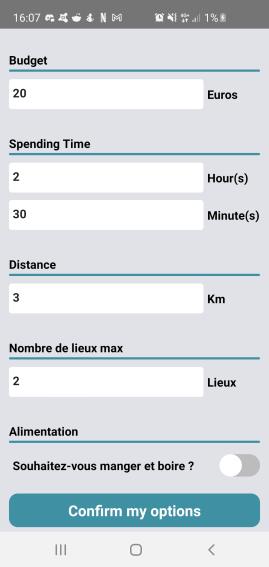 16:07 1%
Budget
20 Euros
Spending Time
2 Hour(s)
30 Minute(s)
Distance
3 Km
Nombre de lieux max
2 Lieux
Alimentation
Souhaitez-vous manger et boire ?
Confirm my options